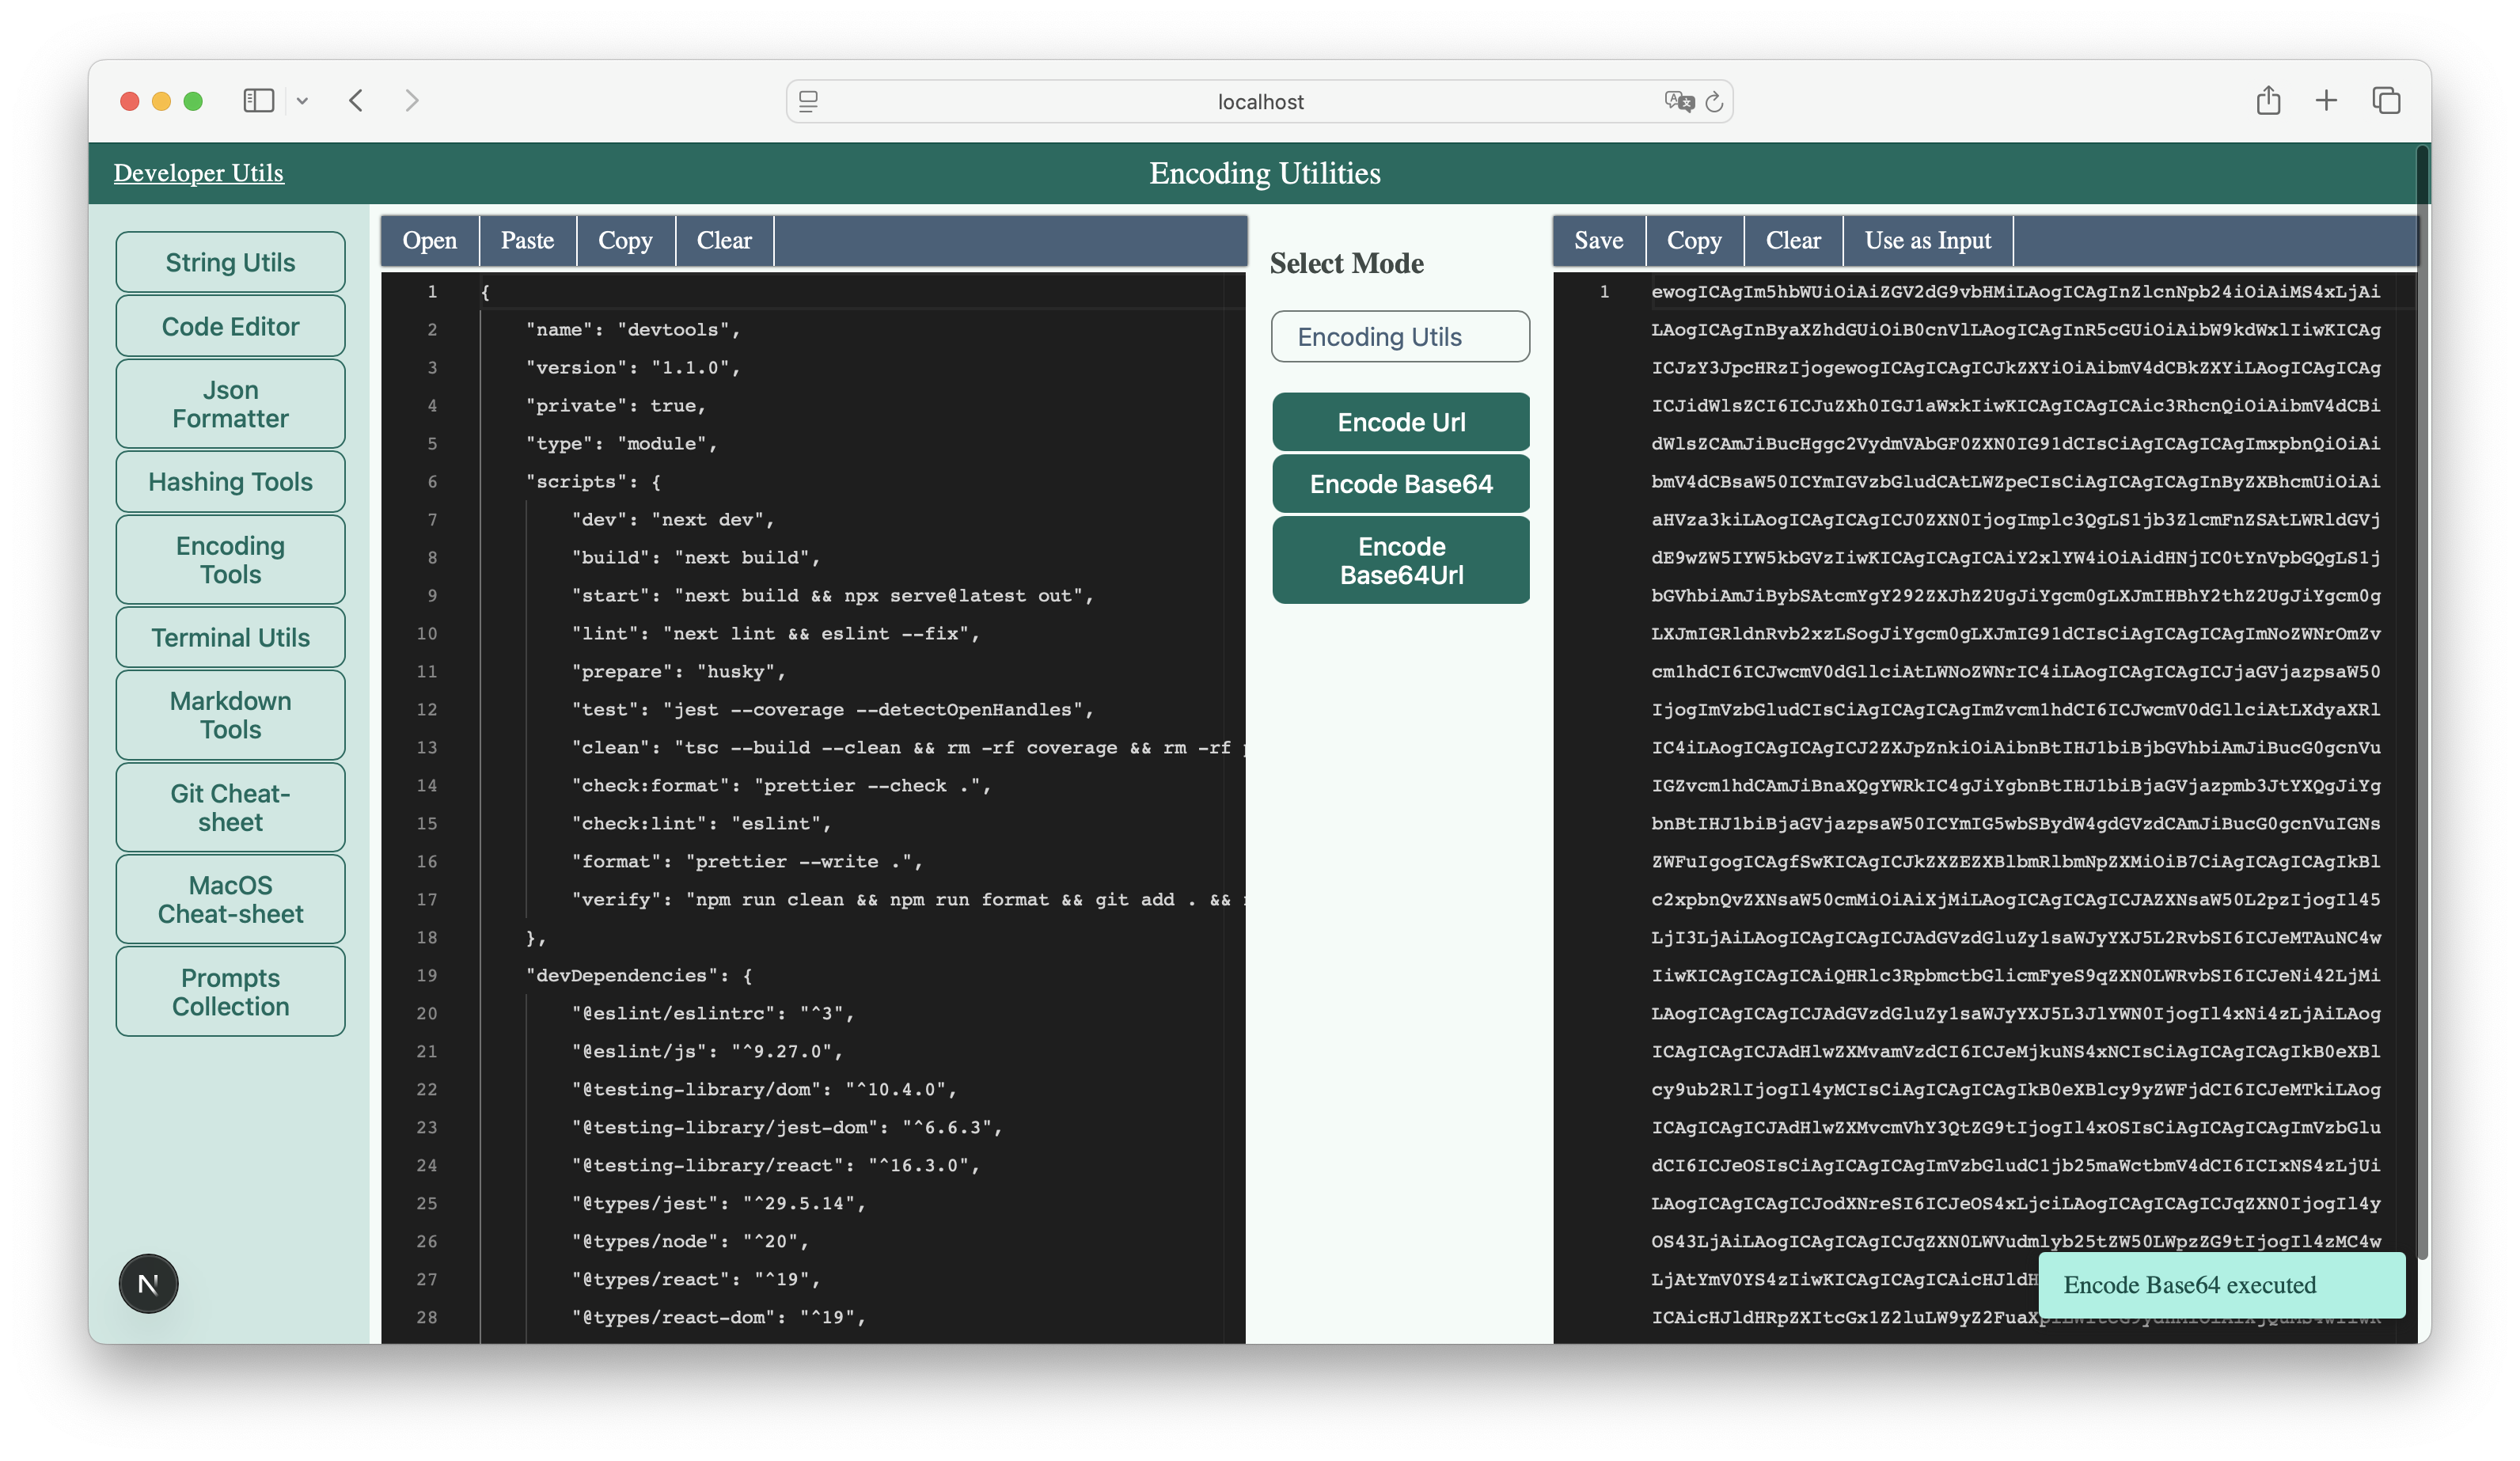 localhost
Developer Utils
Encoding Utilities
String Utils
Code Editor
Json
Formatter
Hashing Tools
Encoding
Tools
Terminal Utils
Markdown
Tools
Git Cheat-
sheet
MacOS
Cheat-sheet
Prompts
Collection
N
Open Paste Copy Clear
1 {
2 "name": "devtools",
3 "version": "1.1.0",
4 "private": true,
5 "type": "module",
6 "scripts": {
7 "dev": "next dev",
8 "build": "next build",
9 "start": "next build && npx serve@latest out",
10 "lint": "next lint && eslint --fix",
11 "prepare": "husky",
12 "test": "jest --coverage --detectOpenHandles",
13 "clean": "tsc --build --clean && rm -rf coverage && rm -rf
14 "check:format": "prettier --check .",
15 "check:lint": "eslint",
16 "format": "prettier --write .",
17 "verify": "npm run clean && npm run format && git add . &&
18 },
19 "devDependencies": {
20 "@eslint/eslintrc": "^3",
21 "@eslint/js": "^9.27.0",
22 "@testing-library/dom": "^10.4.0",
23 "@testing-library/jest-dom": "^6.6.3",
24 "@testing-library/react": "^16.3.0",
25 "@types/jest": "^29.5.14",
26 "@types/node": "^20",
27 "@types/react": "^19",
28 "@types/react-dom": "^19",
Select Mode
Encoding Utils
Encode Url
Encode Base64
Encode
Base64Url
Save Copy Clear Use as Input
1 ewogICAgIm5hbWUiOiAiZGV2dG9vbHMiLAogICAgInZlcnNpb24iOiAiMS4xLjAi
LAogICAgInByaXZhdGUiOiB0cnVlLAogICAgInR5cGUiOiAibW9kdWxlIiwKICAg
ICJzY3JpcHRzIjogewogICAgICAgICJkZXYiOiAibmV4dCBkZXYiLAogICAgICAg
ICJidWlsZCI6ICJuZXh0IGJ1aWxkIiwKICAgICAgICAic3RhcnQiOiAibmV4dCBi
dWlsZCAmJiBucHggc2VydmVAbGF0ZXN0IG91dCIsCiAgICAgICAgImxpbnQiOiAi
bmV4dCBsaW50ICYmIGVzbGludCAtLWZpeCIsCiAgICAgICAgInByZXBhcmUiOiAi
aHVza3kiLAogICAgICAgICJ0ZXN0IjogImplc3QgLS1jb3ZlcmFnZSAtLWRldGVj
dE9wZW5IYW5kbGVzIiwKICAgICAgICAiY2xlYW4iOiAidHNjIC0tYnVpbGQgLS1j
bGVhbiAmJiBybSAtcmYgY292ZXJhZ2UgJiYgcm0gLXJmIHBhY2thZ2UgJiYgcm0g
LXJmIGRldnRvb2xzLSogJiYgcm0gLXJmIG91dCIsCiAgICAgICAgImNoZWNrOmZv
cm1hdCI6ICJwcmV0dGllciAtLWNoZWNrIC4iLAogICAgICAgICJjaGVjazpsaW50
IjogImVzbGludCIsCiAgICAgICAgImZvcm1hdCI6ICJwcmV0dGllciAtLXdyaXRl
IC4iLAogICAgICAgICJ2ZXJpZnkiOiAibnBtIHJ1biBjbGVhbiAmJiBucG0gcnVu
IGZvcm1hdCAmJiBnaXQgYWRkIC4gJiYgbnBtIHJ1biBjaGVjazpmb3JtYXQgJiYg
bnBtIHJ1biBjaGVjazpsaW50ICYmIG5wbSBydW4gdGVzdCAmJiBucG0gcnVuIGNs
ZWFuIgogICAgfSwKICAgICJkZXZEZXBlbmRlbmNpZXMiOiB7CiAgICAgICAgIkBl
c2xpbnQvZXNsaW50cmMiOiAiXjMiLAogICAgICAgICJAZXNsaW50L2pzIjogIl45
LjI3LjAiLAogICAgICAgICJAdGVzdGluZy1saWJyYXJ5L2RvbSI6ICJeMTAuNC4w
IiwKICAgICAgICAiQHRlc3RpbmctbGlicmFyeS9qZXN0LWRvbSI6ICJeNi42LjMi
LAogICAgICAgICJAdGVzdGluZy1saWJyYXJ5L3JlYWN0IjogIl4xNi4zLjAiLAog
ICAgICAgICJAdHlwZXMvamVzdCI6ICJeMjkuNS4xNCIsCiAgICAgICAgIkB0eXBl
cy9ub2RlIjogIl4yMCIsCiAgICAgICAgIkB0eXBlcy9yZWFjdCI6ICJeMTkiLAog
ICAgICAgICJAdHlwZXMvcmVhY3QtZG9tIjogIl4xOSIsCiAgICAgICAgImVzbGlu
dCI6ICJeOSIsCiAgICAgICAgImVzbGludC1jb25maWctbmV4dCI6ICIxNS4zLjUi
LAogICAgICAgICJodXNreSI6ICJeOS4xLjciLAogICAgICAgICJqZXN0IjogIl4y
OS43LjAiLAogICAgICAgICJqZXN0LWVudmlyb25tZW50LWpzZG9tIjogIl4zMC4w
LjAtYmV0YS4zIiwKICAgICAgICAicHJldH
ICAicHJldHRpZXItcGx1Z2luLW9yZ2FuaX
Encode Base64 executed